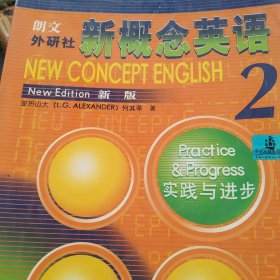 朗文
外研社
新概念英语
NEW CONCEPT ENGLISH
New Edition 新 版
亚历山大 (L.G. ALEXANDER) 何其莘 著
2
Practice
& Progress
实践与进步